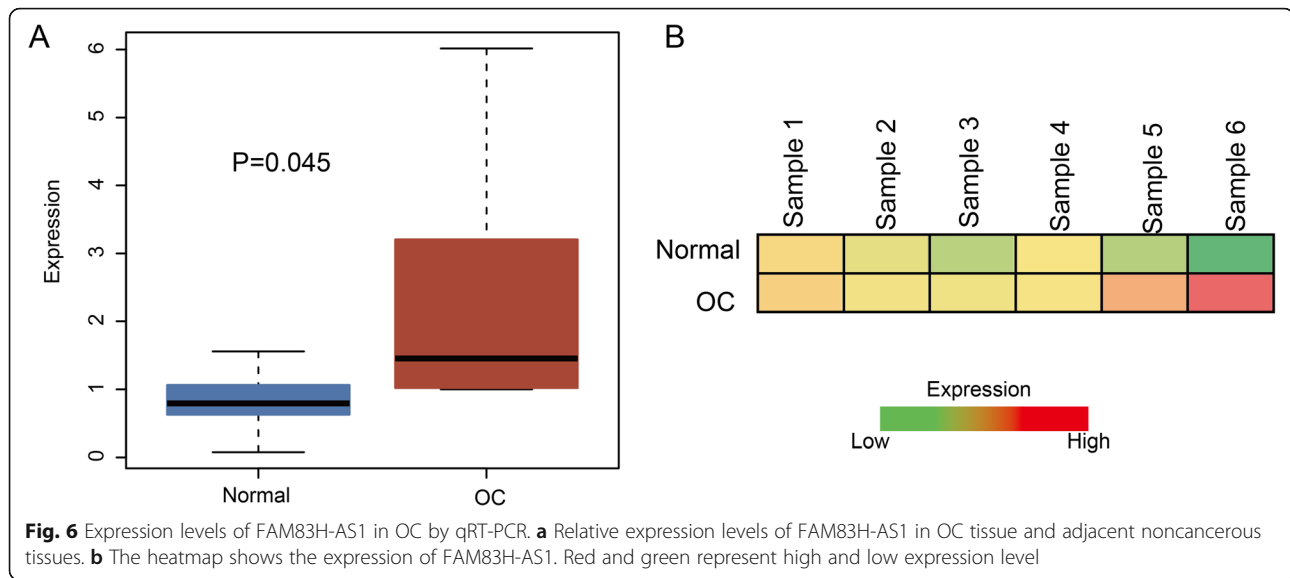 A
B
6
5
4
3
2
1
0
Expression
P=0.045
Normal
OC
Sample 1
Sample 2
Sample 3
Sample 4
Sample 5
Sample 6
Normal
OC
Expression
Low
High
Fig. 6 Expression levels of FAM83H-AS1 in OC by qRT-PCR. a Relative expression levels of FAM83H-AS1 in OC tissue and adjacent noncancerous
tissues. b The heatmap shows the expression of FAM83H-AS1. Red and green represent high and low expression level